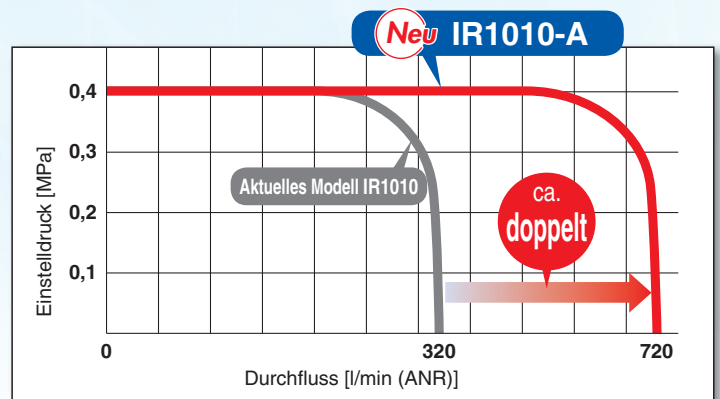 Neu IR1010-A
0,4
0,3
0,2
0,1
Einstelldruck [MPa]
Aktuelles Modell IR1010
ca.
doppelt
0 320 720
Durchfluss [l/min (ANR)]